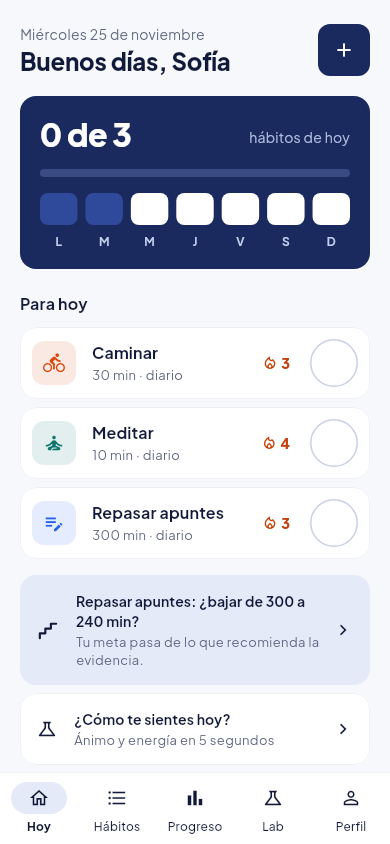 Miércoles 25 de noviembre
Buenos días, Sofía
0 de 3
hábitos de hoy
L M M J V S D
Para hoy
Caminar
30 min · diario
3
Meditar
10 min · diario
4
Repasar apuntes
300 min · diario
3
Repasar apuntes: ¿bajar de 300 a
240 min?
Tu meta pasa de lo que recomienda la
evidencia.
¿Cómo te sientes hoy?
Ánimo y energía en 5 segundos
Hoy Hábitos Progreso Lab Perfil